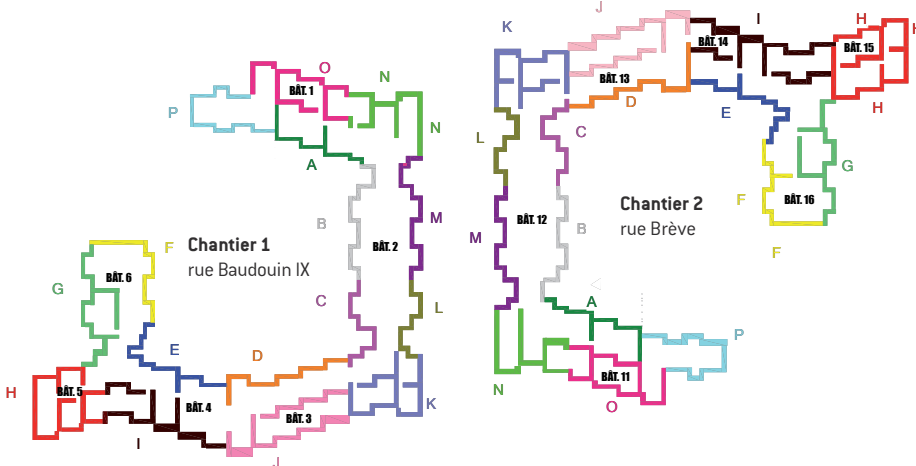 J
I
H
H
K
BÂT. 14
BÂT. 15
O
N
BÂT. 13
BÂT. 1
D
H
P
E
N
C
L
A
G
BÂT. 16
F
Chantier 2
B
M
BÂT. 12
B
rue Brève
M
F
Chantier 1
BÂT. 2
rue Baudouin IX
F
BÂT. 6
G
C
L
A
P
E
D
BÂT. 11
N
O
H
BÂT. 5
BÂT. 4
BÂT. 3
K
I
J